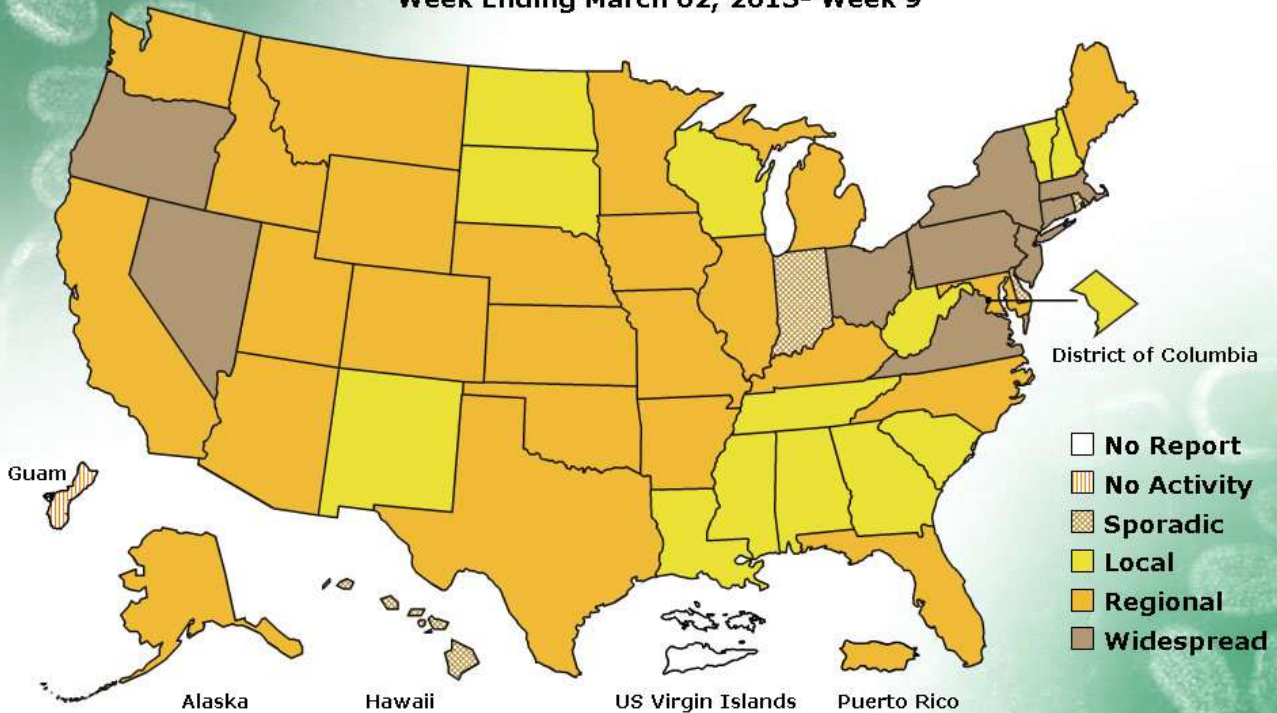 Week Ending March 02, 2013- Week 9
District of Columbia
No Report
Guam
No Activity
Sporadic
Local
Regional
Widespread
Alaska
Hawaii
US Virgin Islands
Puerto Rico